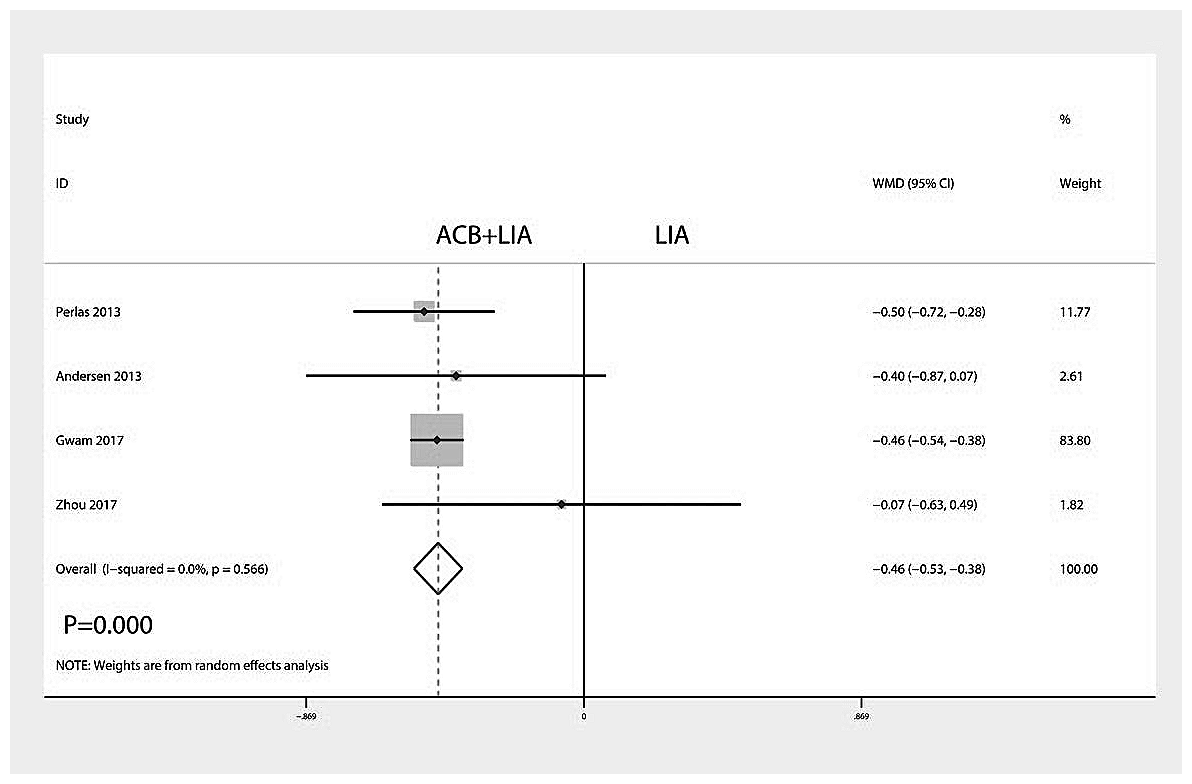 Study %
ID WMD (95% CI) Weight
ACB+LIA LIA
Perlas 2013 −0.50 (−0.72, −0.28) 11.77
Andersen 2013 −0.40 (−0.87, 0.07) 2.61
Gwam 2017 −0.46 (−0.54, −0.38) 83.80
Zhou 2017 −0.07 (−0.63, 0.49) 1.82
Overall (I−squared = 0.0%, p = 0.566) −0.46 (−0.53, −0.38) 100.00
P=0.000
NOTE: Weights are from random effects analysis
−.869 0 .869